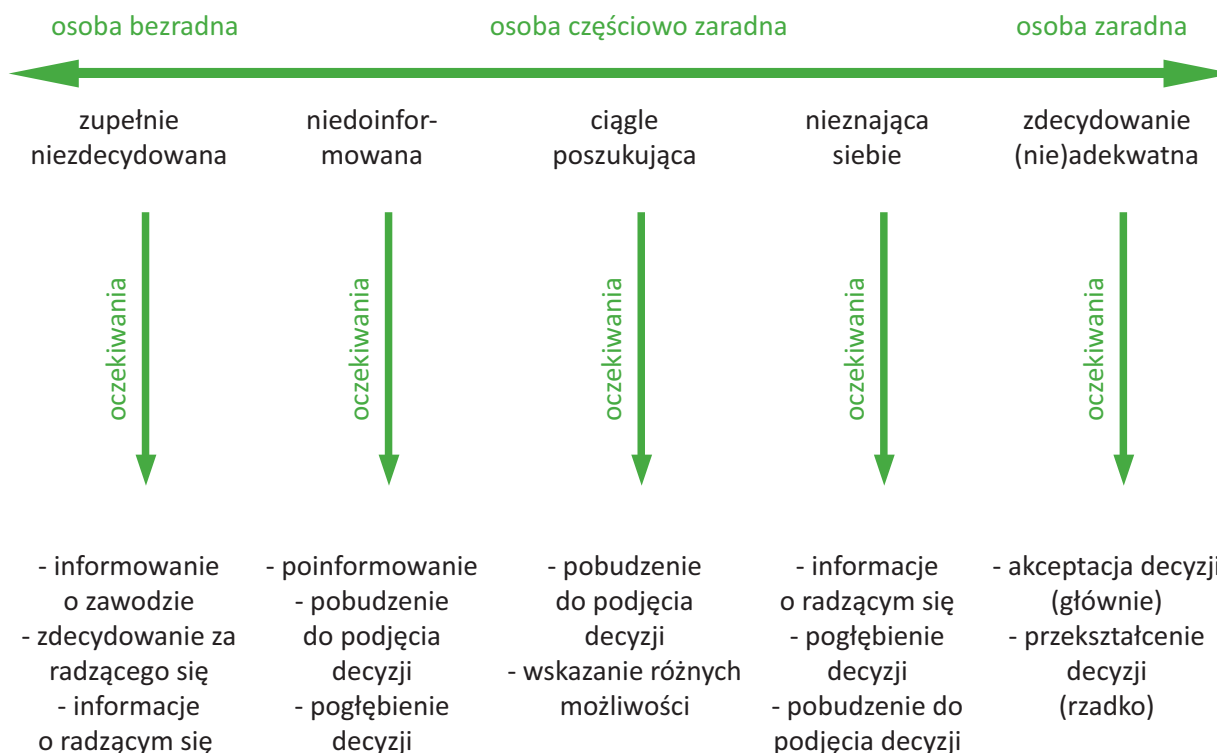 osoba bezradna
osoba częściowo zaradna
osoba zaradna
zupełnie
niezdecydowana
niedoinfor-
mowana
ciągle
poszukująca
nieznająca
siebie
zdecydowanie
(nie)adekwatna
oczekiwania
oczekiwania
oczekiwania
oczekiwania
oczekiwania
- informowanie
o zawodzie
- zdecydowanie za
radzącego się
- informacje
o radzącym się
- poinformowanie
- pobudzenie
do podjęcia
decyzji
- pogłębienie
decyzji
- pobudzenie
do podjęcia
decyzji
- wskazanie różnych
możliwości
- informacje
o radzącym się
- pogłębienie
decyzji
- pobudzenie do
podjęcia decyzji
- akceptacja decyzji
(głównie)
- przekształcenie
decyzji
(rzadko)